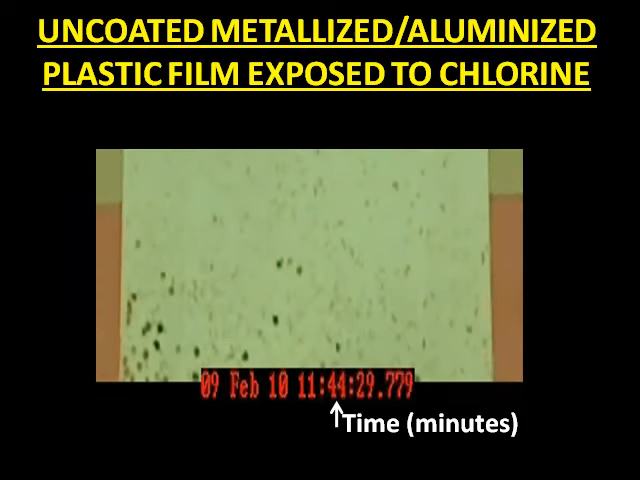 UNCOATED METALLIZED/ALUMINIZED
PLASTIC FILM EXPOSED TO CHLORINE
09 Feb 10 11:44:29.779
Time (minutes)